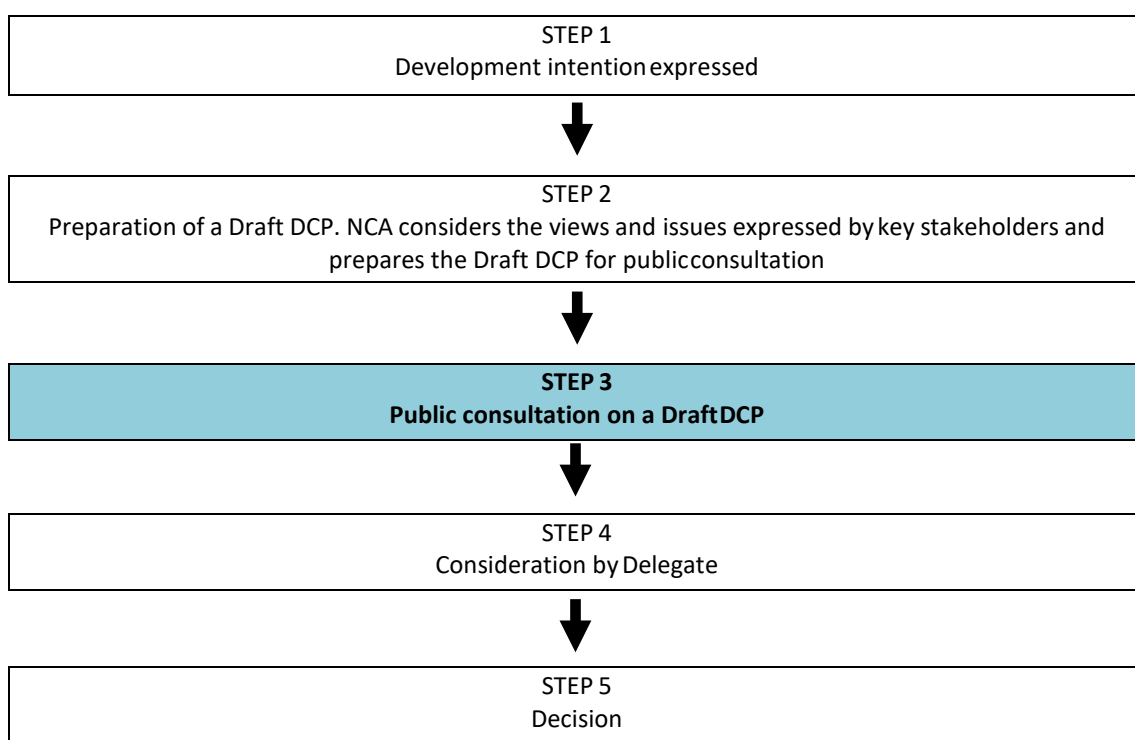 STEP 1
Development intention expressed
STEP 2
Preparation of a Draft DCP. NCA considers the views and issues expressed by key stakeholders and
prepares the Draft DCP for public consultation
STEP 3
Public consultation on a Draft DCP
STEP 4
Consideration by Delegate
STEP 5
Decision